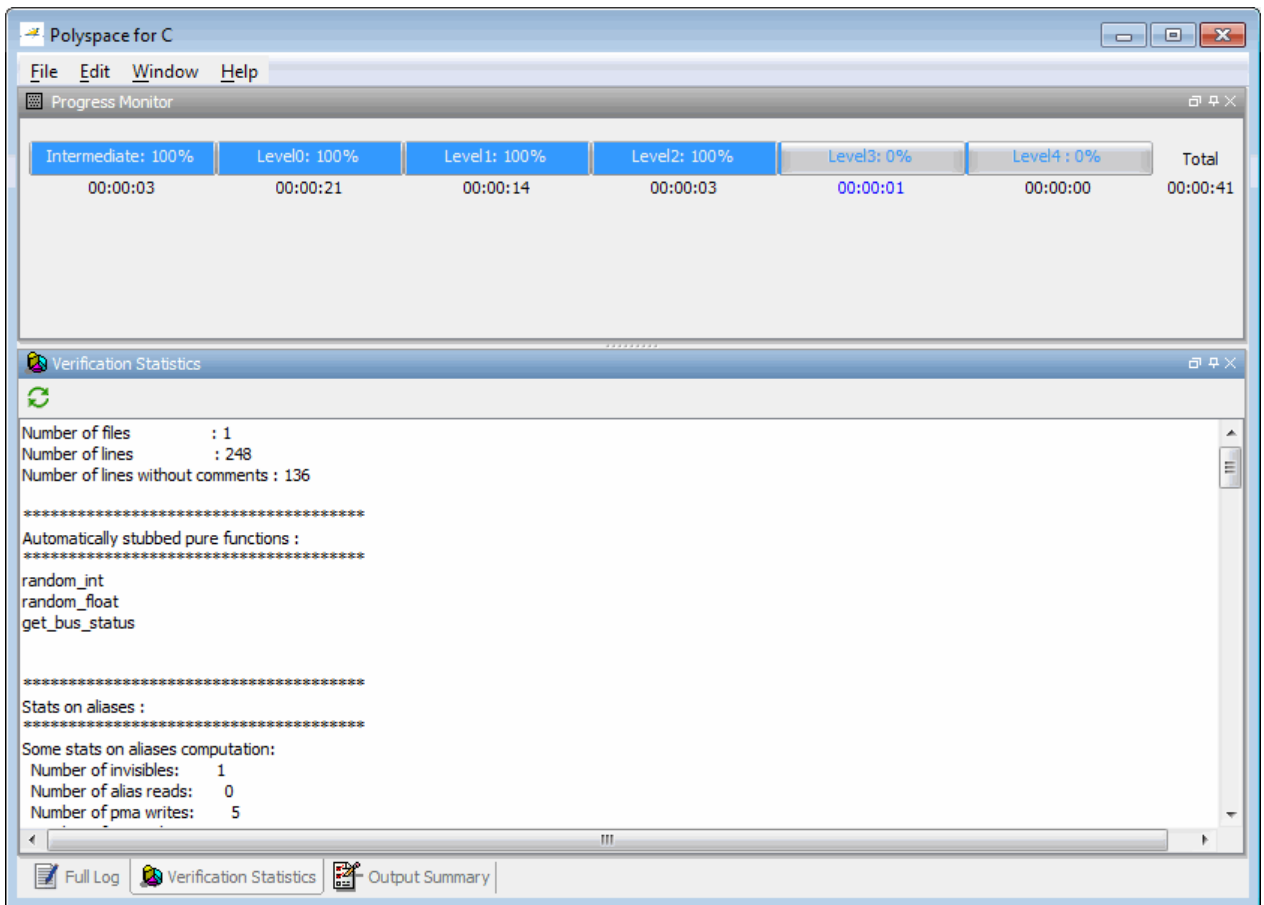 Polyspace for C
File Edit Window Help
Progress Monitor
Intermediate: 100% Level0: 100% Level1: 100% Level2: 100% Level3: 0% Level4 : 0% Total
00:00:03 00:00:21 00:00:14 00:00:03 00:00:01 00:00:00 00:00:41
Verification Statistics
Number of files : 1
Number of lines : 248
Number of lines without comments : 136
**************************************
Automatically stubbed pure functions :
**************************************
random_int
random_float
get_bus_status
**************************************
Stats on aliases :
**************************************
Some stats on aliases computation:
Number of invisibles: 1
Number of alias reads: 0
Number of pma writes: 5
Full Log Verification Statistics Output Summary